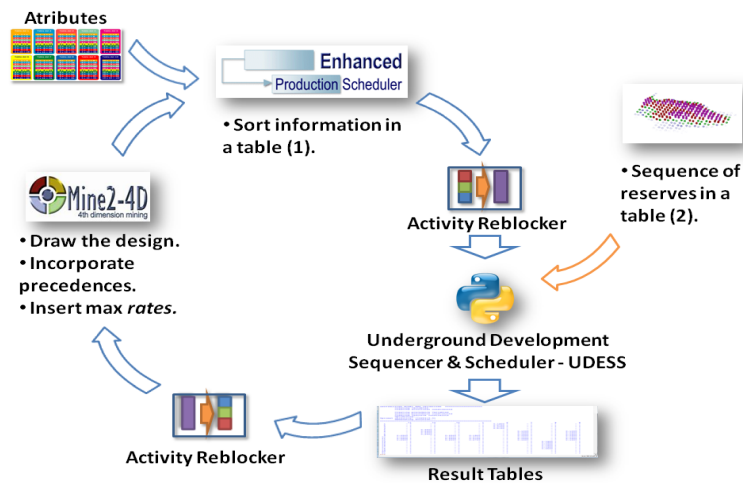 Atributes
Enhanced
Production Scheduler
• Sort information in
a table (1).
• Sequence of
reserves in a
table (2).
Activity Reblocker
Mine2-4D
4th dimension mining
• Draw the design.
• Incorporate
precedences.
• Insert max rates.
Underground Development
Sequencer & Scheduler - UDESS
Activity Reblocker
Result Tables